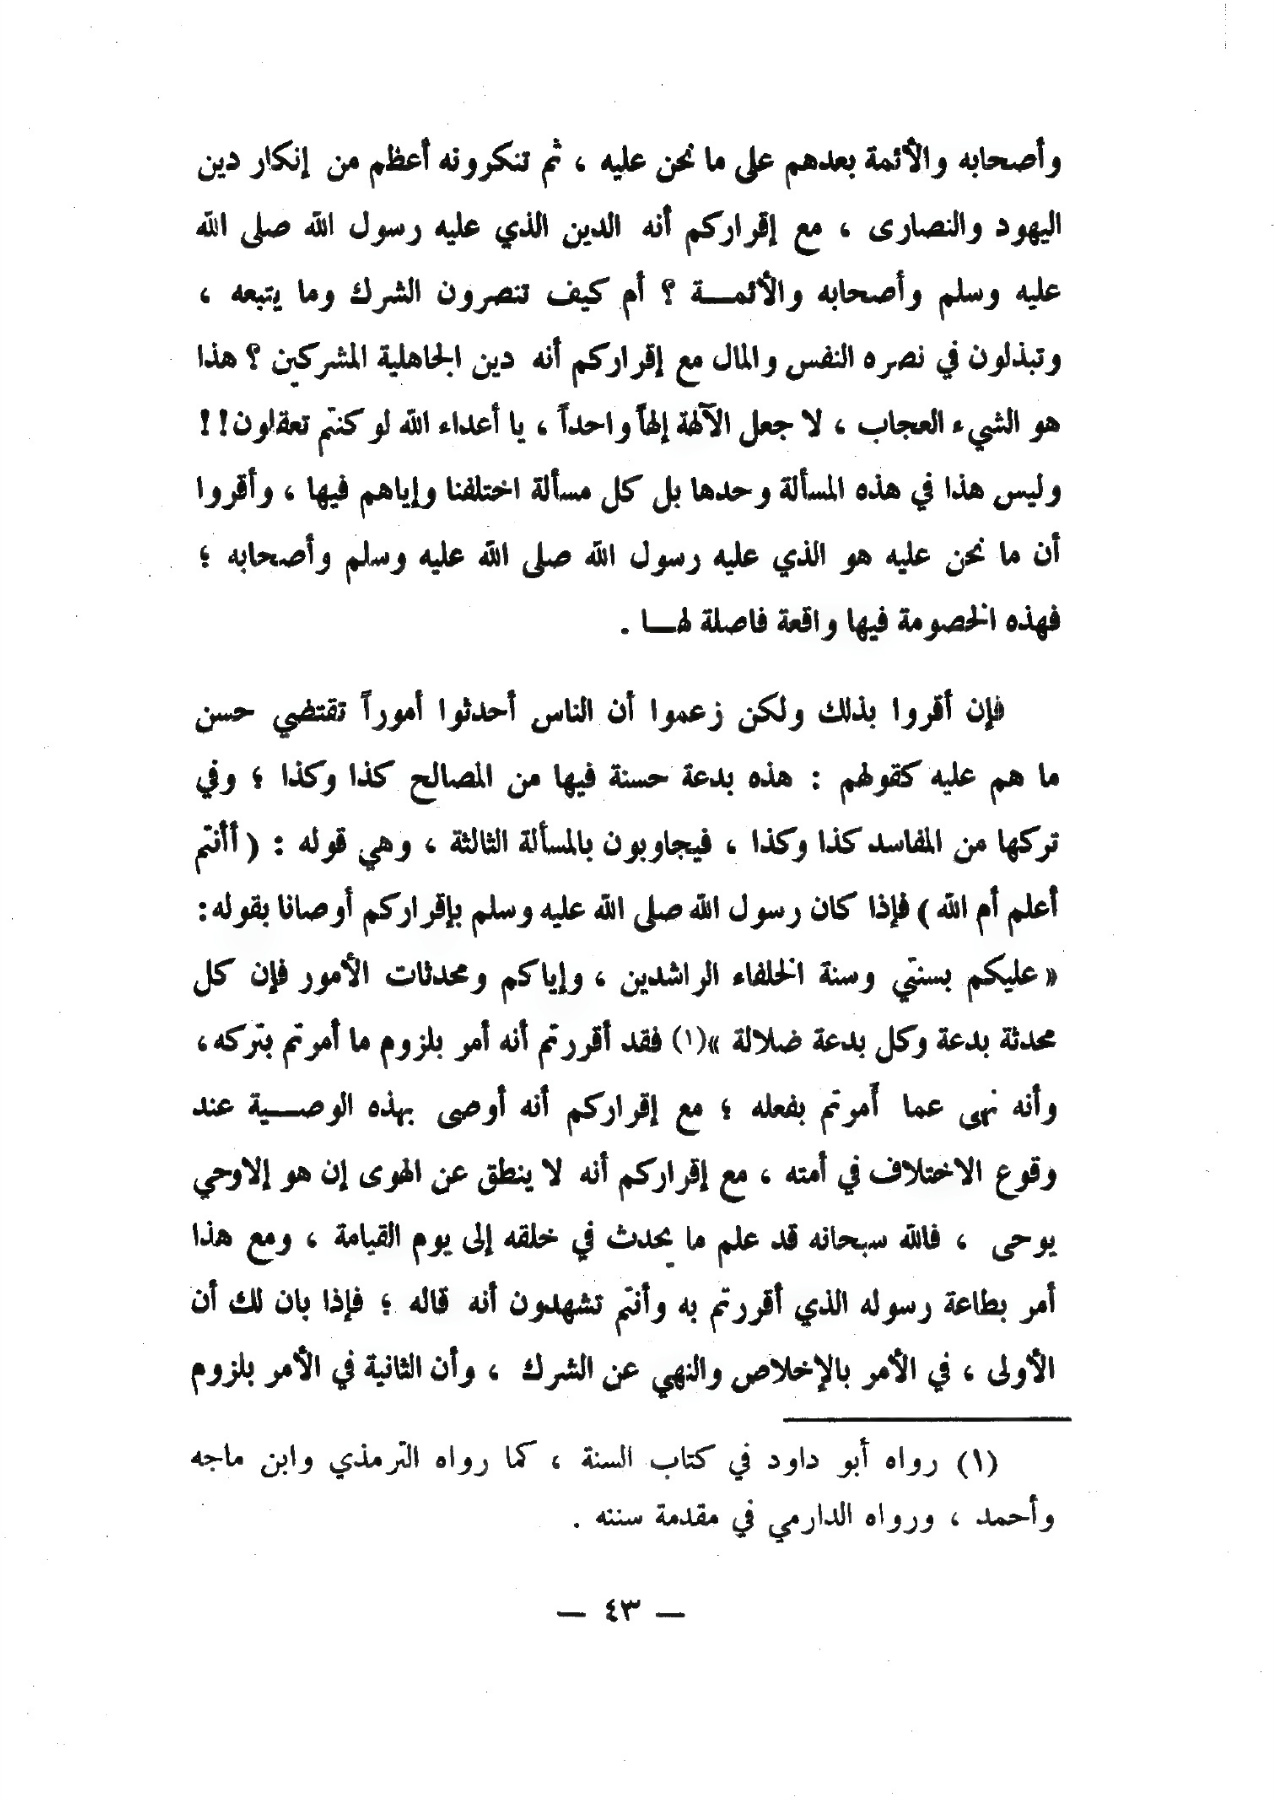 وأصحابه والأئمة بعدهم على ما نحن عليه ، ثم تنكرونه أعظم من إنكار دين
اليهود والنصارى ، مع إقراركم أنه الدين الذي عليه رسول الله صلى الله
عليه وسلم وأصحابه والأئمـــة ؟ أم كيف تنصرون الشرك وما يتبعه ،
وتبذلون في نصره النفس والمال مع إقراركم أنه دين الجاهلية المشركين ؟ هذا
هو الشيء العجاب ، لا جعل الآلهة إلهاً واحداً ، يا أعداء الله لو كنتم تعقلون!!
وليس هذا في هذه المسألة وحدها بل كل مسألة اختلفنا وإياهم فيها ، وأقروا
أن ما نحن عليه هو الذي عليه رسول الله صلى الله عليه وسلم وأصحابه ؛
فهذه الخصومة فيها واقعة فاصلة لهــا .
فإن أقروا بذلك ولكن زعموا أن الناس أحدثوا أموراً تقتضي حسن
ما هم عليه كقولهم : هذه بدعة حسنة فيها من المصالح كذا وكذا ؛ وفي
تركها من المفاسد كذا وكذا ، فيجاوبون بالمسألة الثالثة ، وهي قوله : ( أأنتم
أعلم أم الله ) فإذا كان رسول الله صلى الله عليه وسلم بإقراركم أوصانا بقوله:
« عليكم بسنتي وسنة الخلفاء الراشدين ، وإياكم ومحدثات الأمور فإن كل
محدثة بدعة وكل بدعة ضلالة »(١) فقد أقررتم أنه أمر بلزوم ما أمرتم بتركه،
وأنه نهى عما أَمرتم بفعله ؛ مع إقراركم أنه أوصى بهذه الوصـــية عند
وقوع الاختلاف في أمته ، مع إقراركم أنه لا ينطق عن الهوى إن هو إلا وحي
يوحى ، فالله سبحانه قد علم ما يحدث في خلقه إلى يوم القيامة ، ومع هذا
أمر بطاعة رسوله الذي أقررتم به وأنتم تشهدون أنه قاله ؛ فإذا بان لك أن
الأولى ، في الأمر بالإخلاص والنهي عن الشرك ، وأن الثانية في الأمر بلزوم
(١) رواه أبو داود في كتاب السنة ، كما رواه الترمذي وابن ماجه
وأحمد ، ورواه الدارمي في مقدمة سننه .
— ٤٣ —